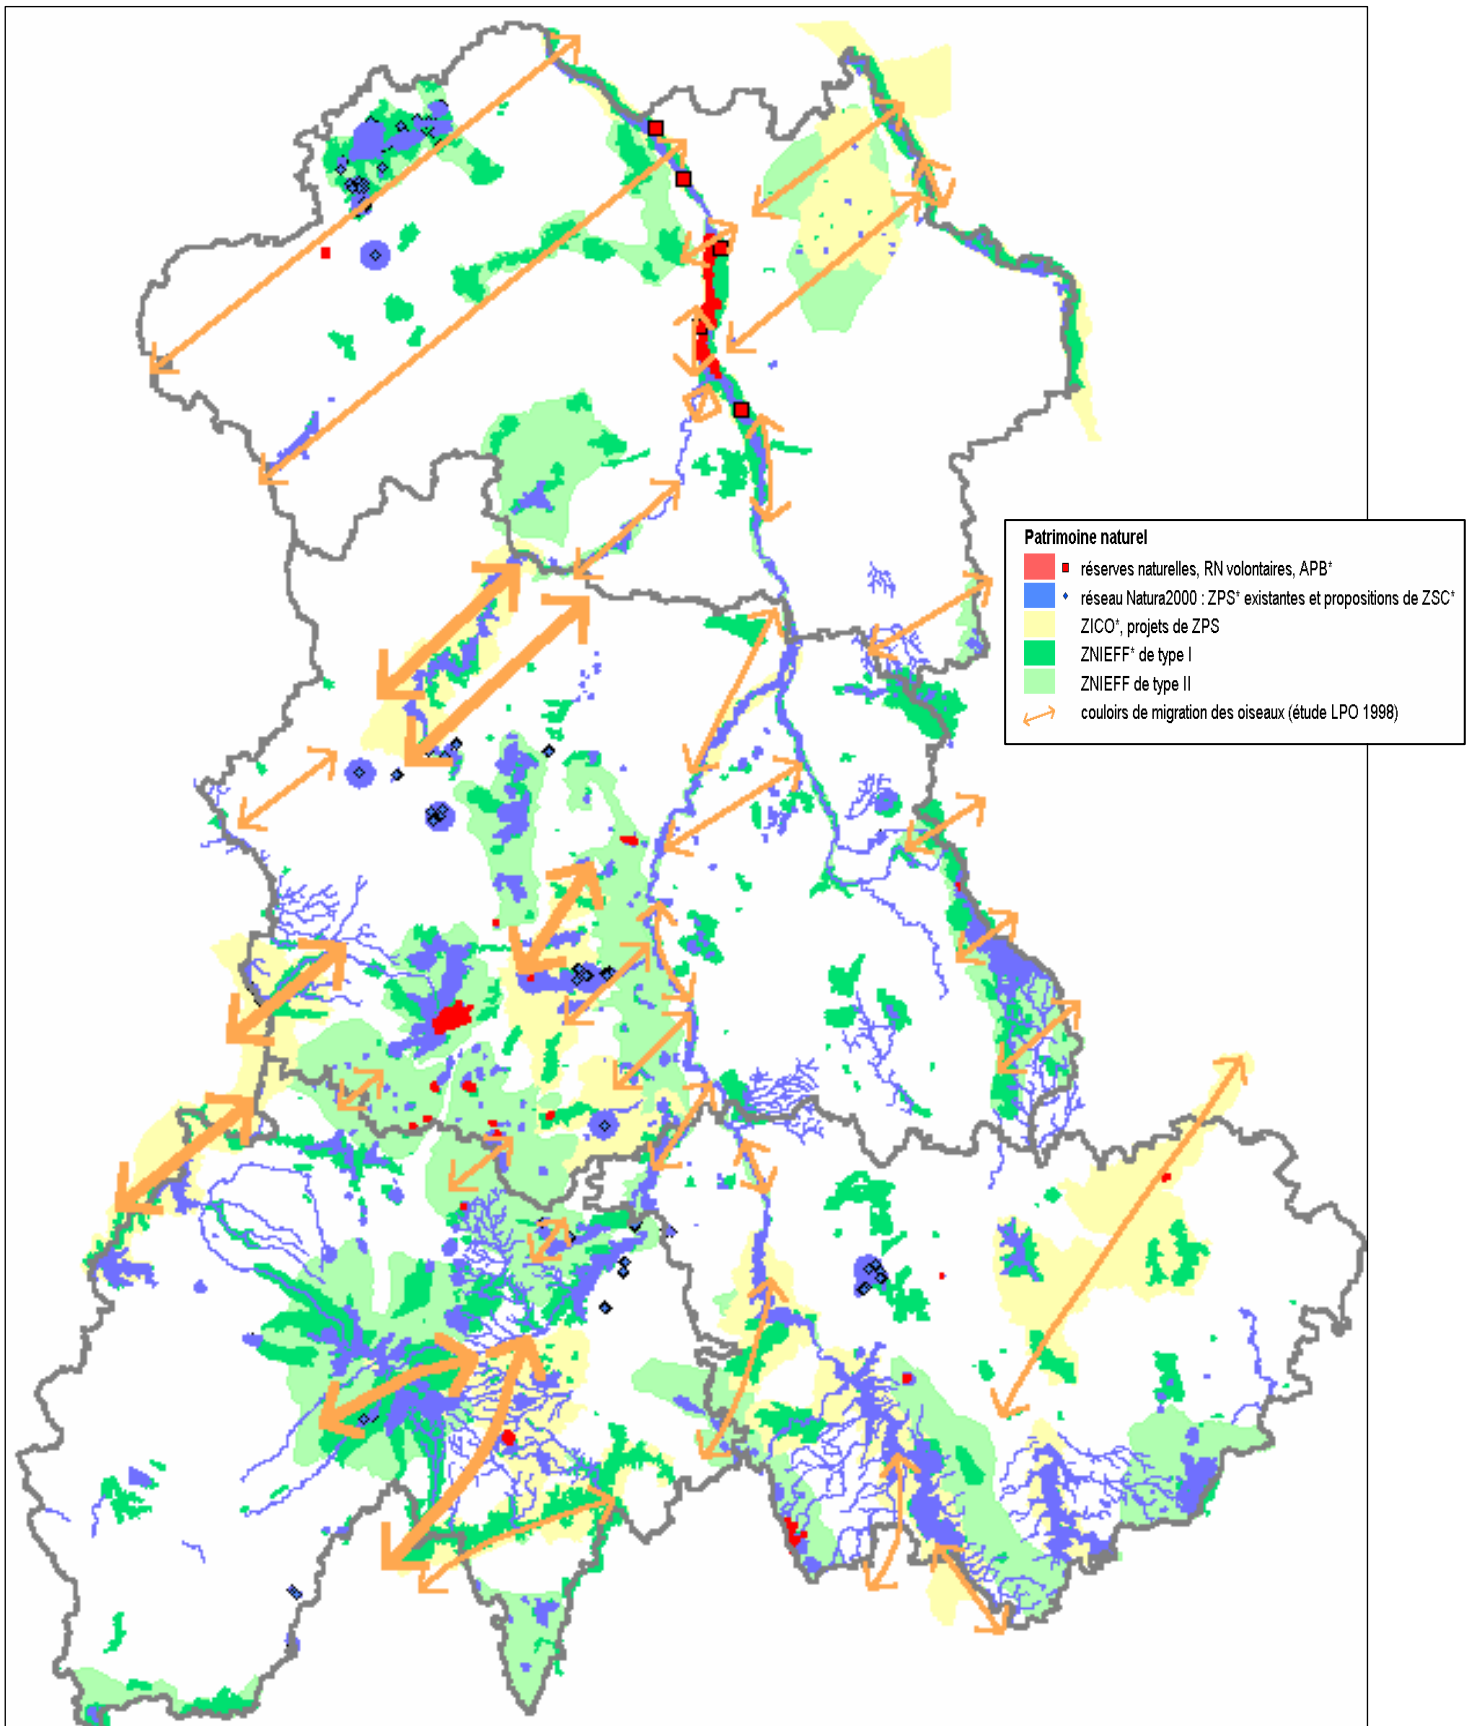 Patrimoine naturel
réserves naturelles, RN volontaires, APB*
réseau Natura2000 : ZPS* existantes et propositions de ZSC*
ZICO*, projets de ZPS
ZNIEFF* de type I
ZNIEFF de type II
couloirs de migration des oiseaux (étude LPO 1998)